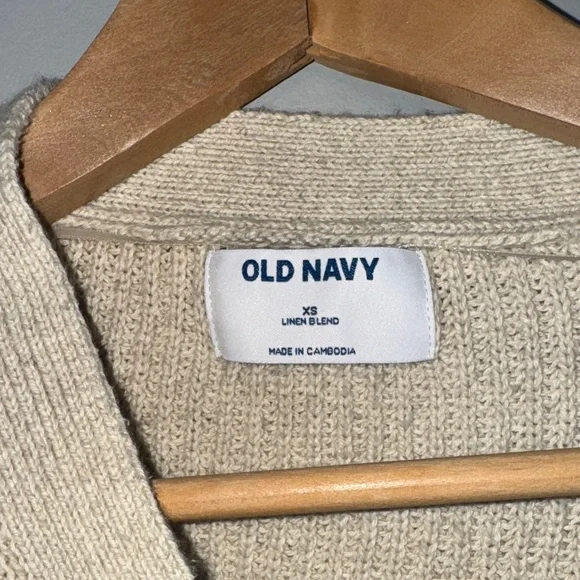 OLD NAVY
XS
LINEN BLEND
MADE IN CAMBODIA